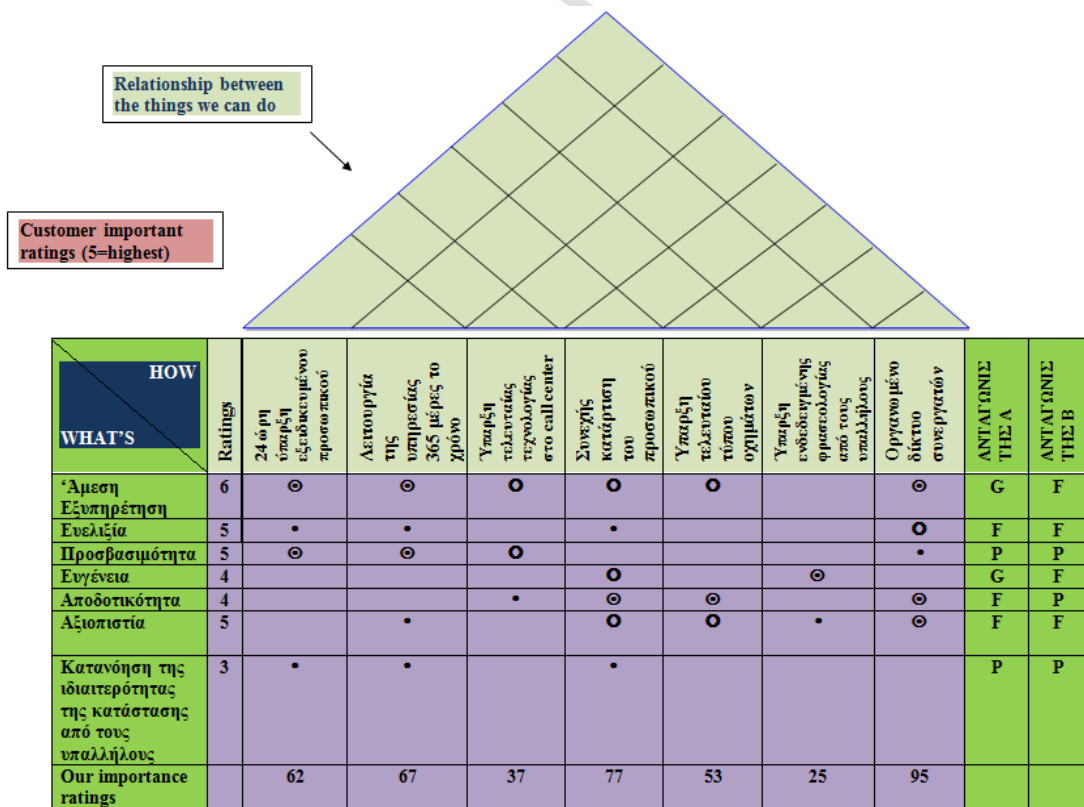 Relationship between
the things we can do
Customer important
ratings (5=highest)
HOW
WHAT'S
Ratings
24 ώρη
ύπαρξη
εξειδικευμένου
προσωπικού
Λειτουργία
της
υπηρεσίας
365 μέρες το
χρόνο
Ύπαρξη
τελευταίας
τεχνολογίας
στο call center
Συνεχής
κατάρτιση
του
προσωπικού
Ύπαρξη
τελευταίου
τύπου
οχημάτων
Ύπαρξη
ενδεδειγμένης
φρασεολογίας
από τους
υπαλλήλους
Οργανωμένο
δίκτυο
συνεργατών
ΑΝΤΑΓΩΝΙΣ
ΤΗΣ Α
ΑΝΤΑΓΩΝΙΣ
ΤΗΣ Β
‘Άμεση
Εξυπηρέτηση
6 ⊙ ⊙ O O O ⊙ G F
Ευελιξία 5 • • • O F F
Προσβασιμότητα 5 ⊙ ⊙ O • P P
Ευγένεια 4 O ⊙ G F
Αποδοτικότητα 4 • ⊙ ⊙ ⊙ F P
Αξιοπιστία 5 • O O • ⊙ F F
Κατανόηση της 3 • • • P P
ιδιαιτερότητας
της κατάστασης
από τους
υπαλλήλους
Our importance
ratings
62 67 37 77 53 25 95